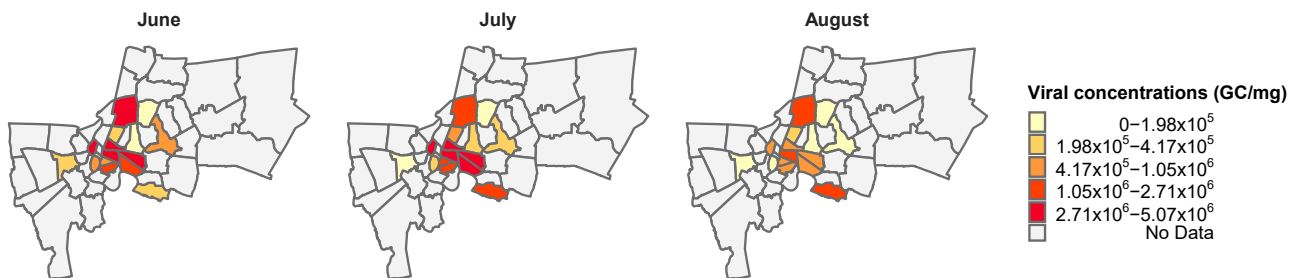 June
July
August
Viral concentrations (GC/mg)
0−1.98x10⁵
1.98x10⁵−4.17x10⁵
4.17x10⁵−1.05x10⁶
1.05x10⁶−2.71x10⁶
2.71x10⁶−5.07x10⁶
No Data